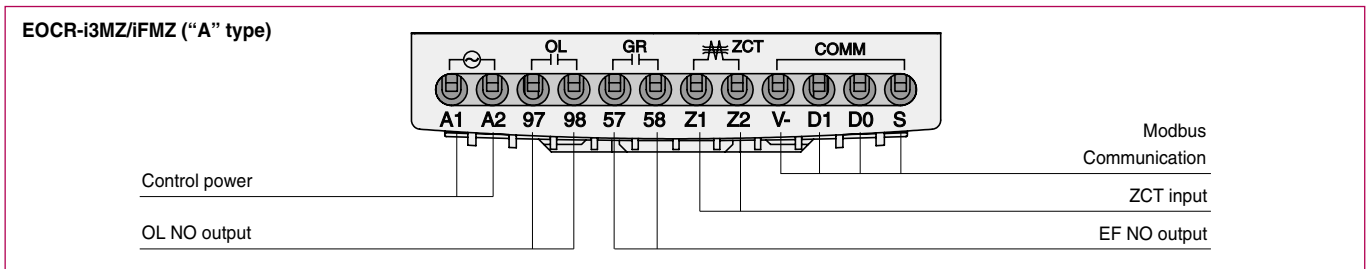 EOCR-i3MZ/iFMZ (“A” type)
OL GR ZCT COMM
A1 A2 97 98 57 58 Z1 Z2 V- D1 D0 S
Modbus
Communication
Control power
ZCT input
OL NO output
EF NO output